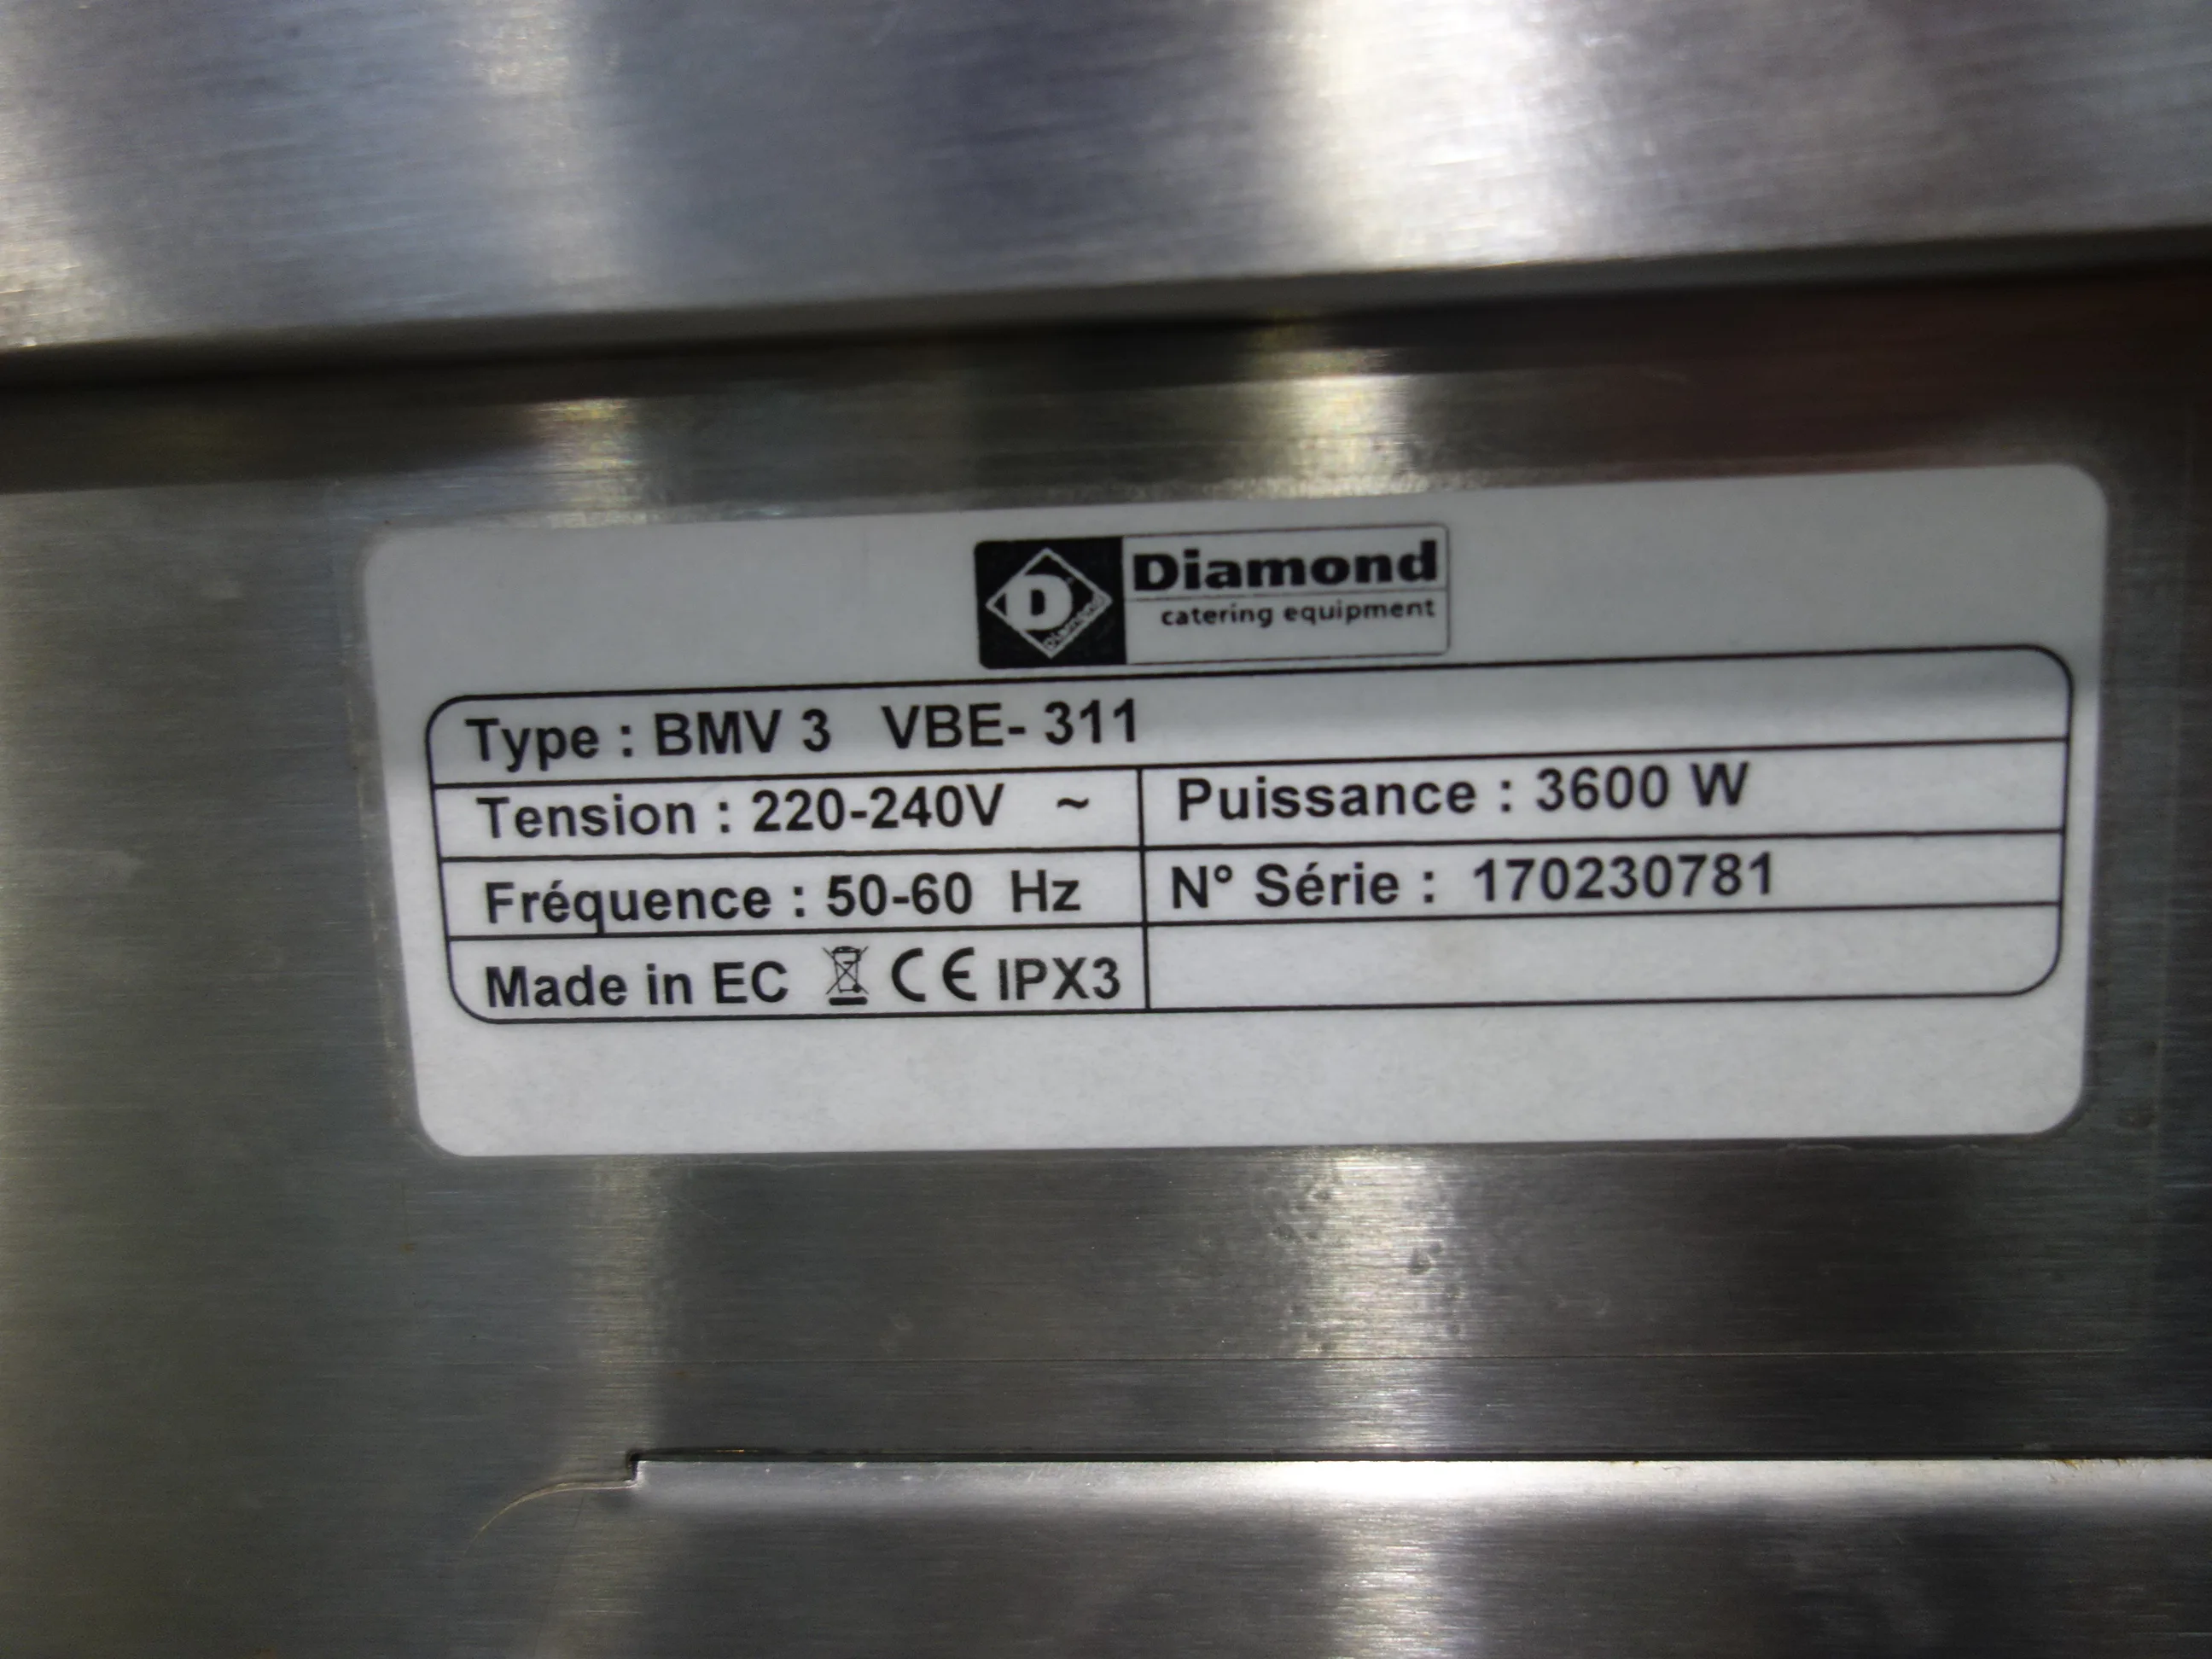 D
Diamond
Diamond
catering equipment
Type : BMV 3 VBE- 311
Tension : 220-240V ~ Puissance : 3600 W
Fréquence : 50-60 Hz N° Série : 170230781
Made in EC CE IPX3